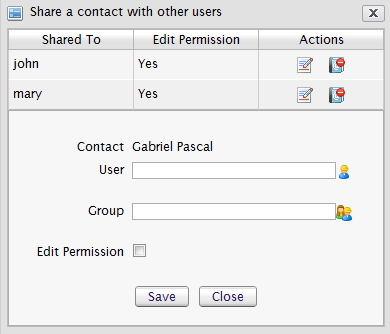 Share a contact with other users
Shared To Edit Permission Actions
john Yes
mary Yes
Contact Gabriel Pascal
User
Group
Edit Permission
Save Close